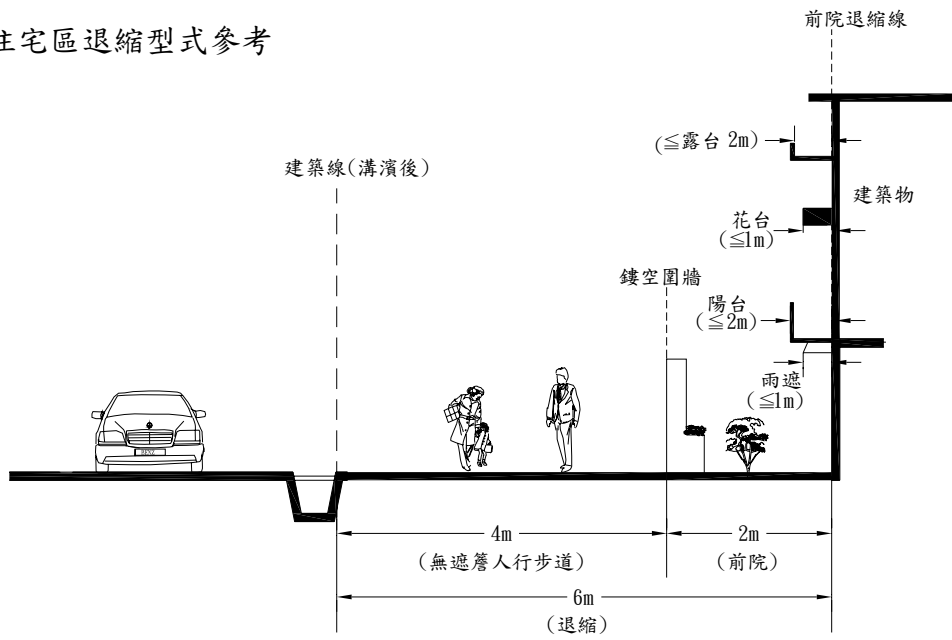 住宅區退縮型式參考
前院退縮線
(≦露台 2m)
建築線(溝濱後)
建築物
花台
(≦1m)
鏤空圍牆
陽台
(≦2m)
雨遮
(≦1m)
BENZ
4m
(無遮簷人行步道)
2m
(前院)
6m
(退縮)